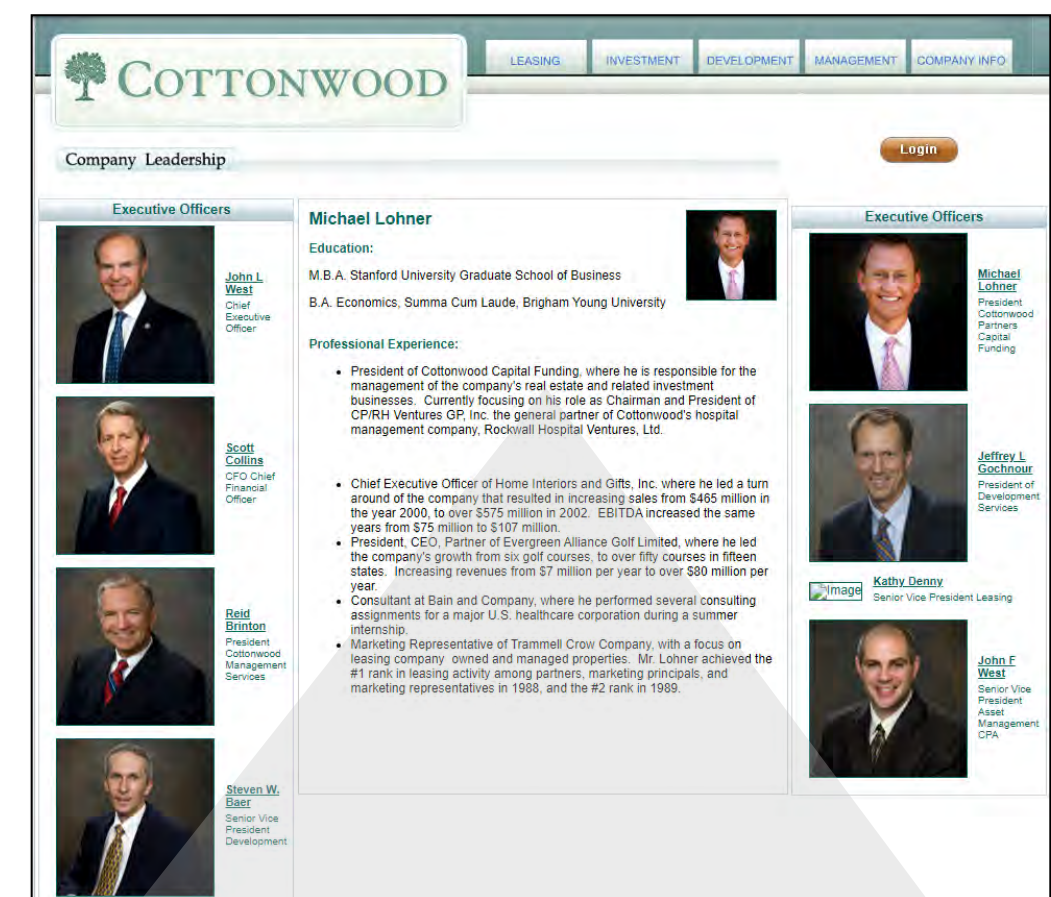 COTTONWOOD
LEASING
INVESTMENT
DEVELOPMENT
MANAGEMENT
COMPANY INFO
Company Leadership
Login
Executive Officers
John L
West
Chief
Executive
Officer
Scott
Collins
CFO Chief
Financial
Officer
Reid
Brinton
President
Cottonwood
Management
Services
Steven W.
Baer
Senior Vice
President
Development
Michael Lohner
Education:
M.B.A. Stanford University Graduate School of Business
B.A. Economics, Summa Cum Laude, Brigham Young University
Professional Experience:
• President of Cottonwood Capital Funding, where he is responsible for the
management of the company's real estate and related investment
businesses. Currently focusing on his role as Chairman and President of
CP/RH Ventures GP, Inc. the general partner of Cottonwood's hospital
management company, Rockwall Hospital Ventures, Ltd.
• Chief Executive Officer of Home Interiors and Gifts, Inc. where he led a turn
around of the company that resulted in increasing sales from $465 million in
the year 2000, to over $575 million in 2002. EBITDA increased the same
years from $75 million to $107 million.
• President, CEO, Partner of Evergreen Alliance Golf Limited, where he led
the company's growth from six golf courses, to over fifty courses in fifteen
states. Increasing revenues from $7 million per year to over $80 million per
year.
• Consultant at Bain and Company, where he performed several consulting
assignments for a major U.S. healthcare corporation during a summer
internship.
• Marketing Representative of Trammell Crow Company, with a focus on
leasing company owned and managed properties. Mr. Lohner achieved the
#1 rank in leasing activity among partners, marketing principals, and
marketing representatives in 1988, and the #2 rank in 1989.
Executive Officers
Michael
Lohner
President
Cottonwood
Partners
Capital
Funding
Jeffrey L
Gochnour
President of
Development
Services
Image
Kathy Denny
Senior Vice President Leasing
John F
West
Senior Vice
President
Asset
Management
CPA